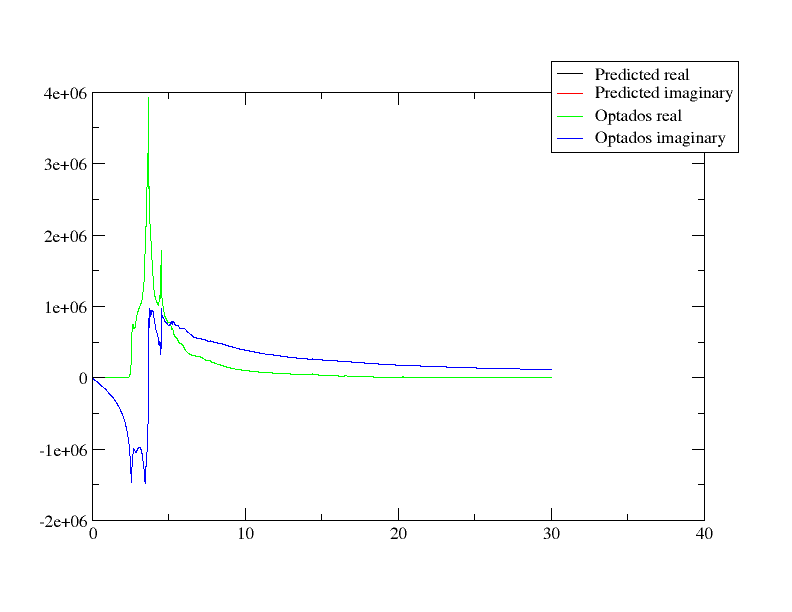 Predicted real
Predicted imaginary
Optados real
Optados imaginary
4e+06
3e+06
2e+06
1e+06
0
-1e+06
-2e+06
0 10 20 30 40